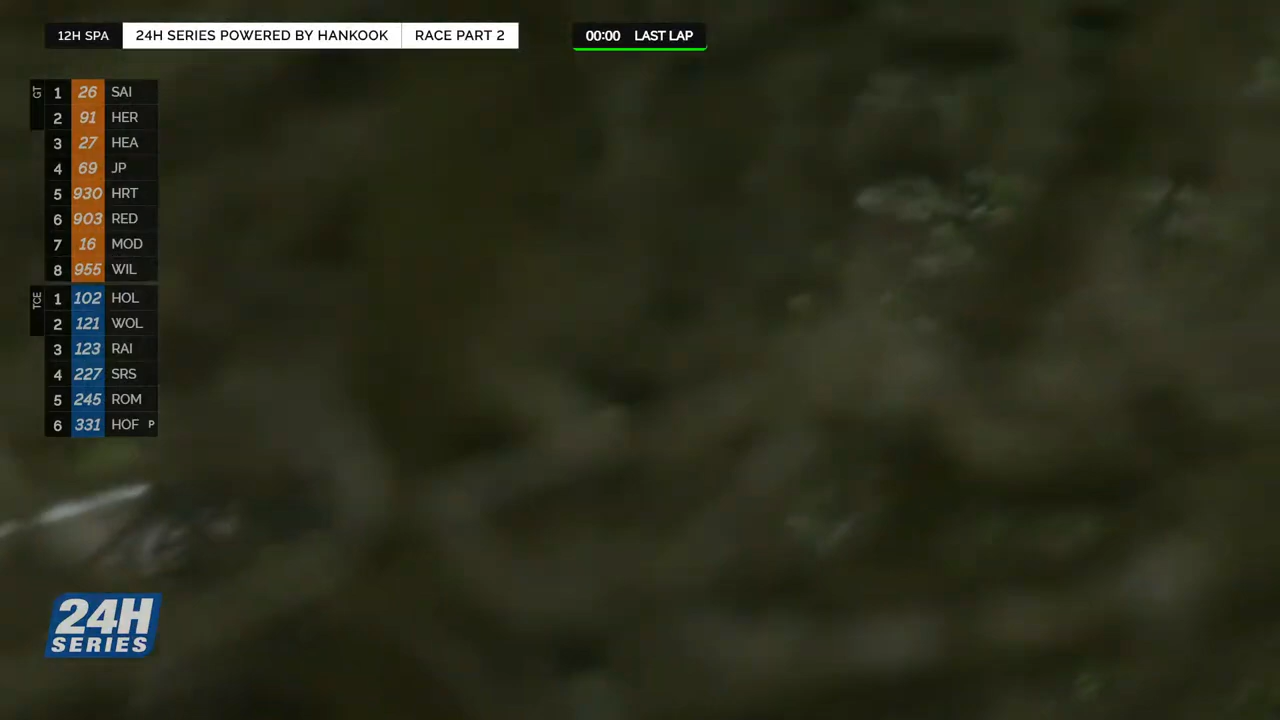 12H SPA 24H SERIES POWERED BY HANKOOK RACE PART 2 00:00 LAST LAP
GT 1 26 SAI
2 91 HER
3 27 HEA
4 69 JP
5 930 HRT
6 903 RED
7 16 MOD
8 955 WIL
TCE 1 102 HOL
2 121 WOL
3 123 RAI
4 227 SRS
5 245 ROM
6 331 HOF P
24H
SERIES